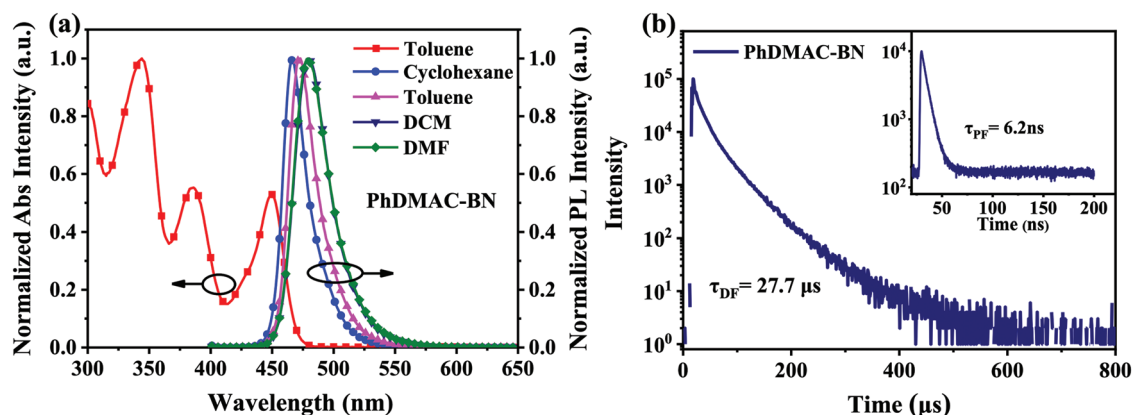 (a)
Normalized Abs Intensity (a.u.)
1.0
0.8
0.6
0.4
0.2
0.0
300 350 400 450 500 550 600 650
Wavelength (nm)
Toluene
Cyclohexane
Toluene
DCM
DMF
PhDMAC-BN
1.0
0.8
0.6
0.4
0.2
0.0
Normalized PL Intensity (a.u.)
(b)
Intensity
10^5
10^4
10^3
10^2
10^1
10^0
0 200 400 600 800
Time (μs)
PhDMAC-BN
τDF= 27.7 μs
10^4
10^3
10^2
50 100 150 200
Time (ns)
τPF= 6.2ns